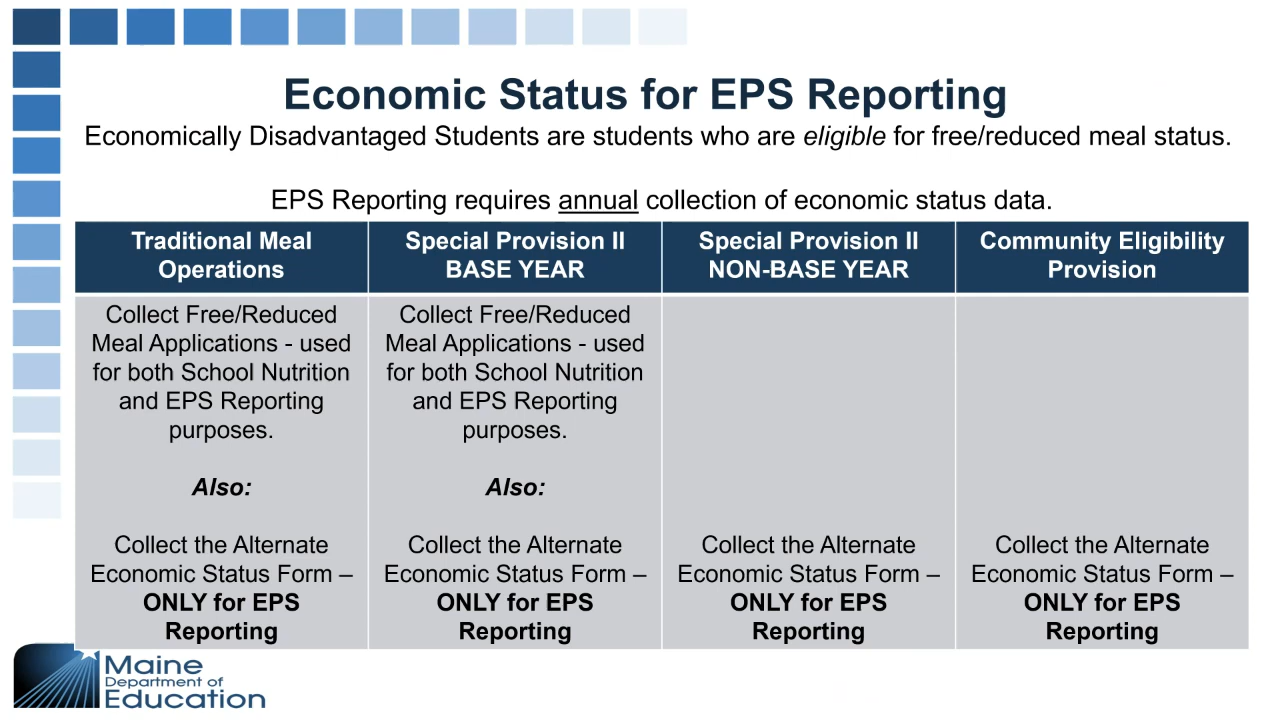 Economic Status for EPS Reporting
Economically Disadvantaged Students are students who are eligible for free/reduced meal status.
EPS Reporting requires annual collection of economic status data.
Traditional Meal
Operations
Special Provision II
BASE YEAR
Special Provision II
NON-BASE YEAR
Community Eligibility
Provision
Collect Free/Reduced
Meal Applications - used
for both School Nutrition
and EPS Reporting
purposes.
Also:
Collect the Alternate
Economic Status Form –
ONLY for EPS
Reporting
Collect Free/Reduced
Meal Applications - used
for both School Nutrition
and EPS Reporting
purposes.
Also:
Collect the Alternate
Economic Status Form –
ONLY for EPS
Reporting
Collect the Alternate
Economic Status Form –
ONLY for EPS
Reporting
Collect the Alternate
Economic Status Form –
ONLY for EPS
Reporting
Maine
Department of
Education